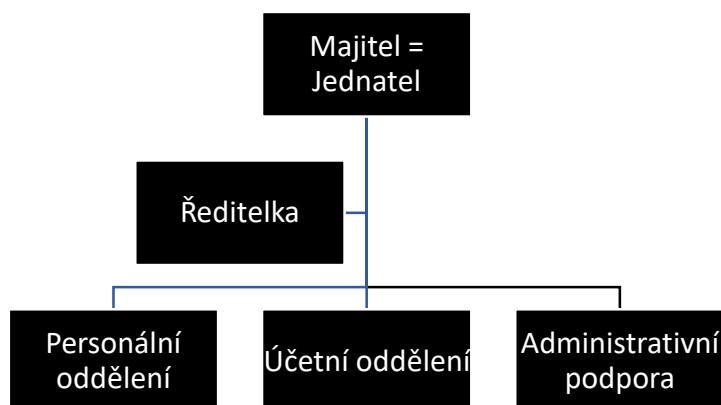 Majitel =
Jednatel
Ředitelka
Personální
oddělení
Účetní oddělení
Administrativní
podpora